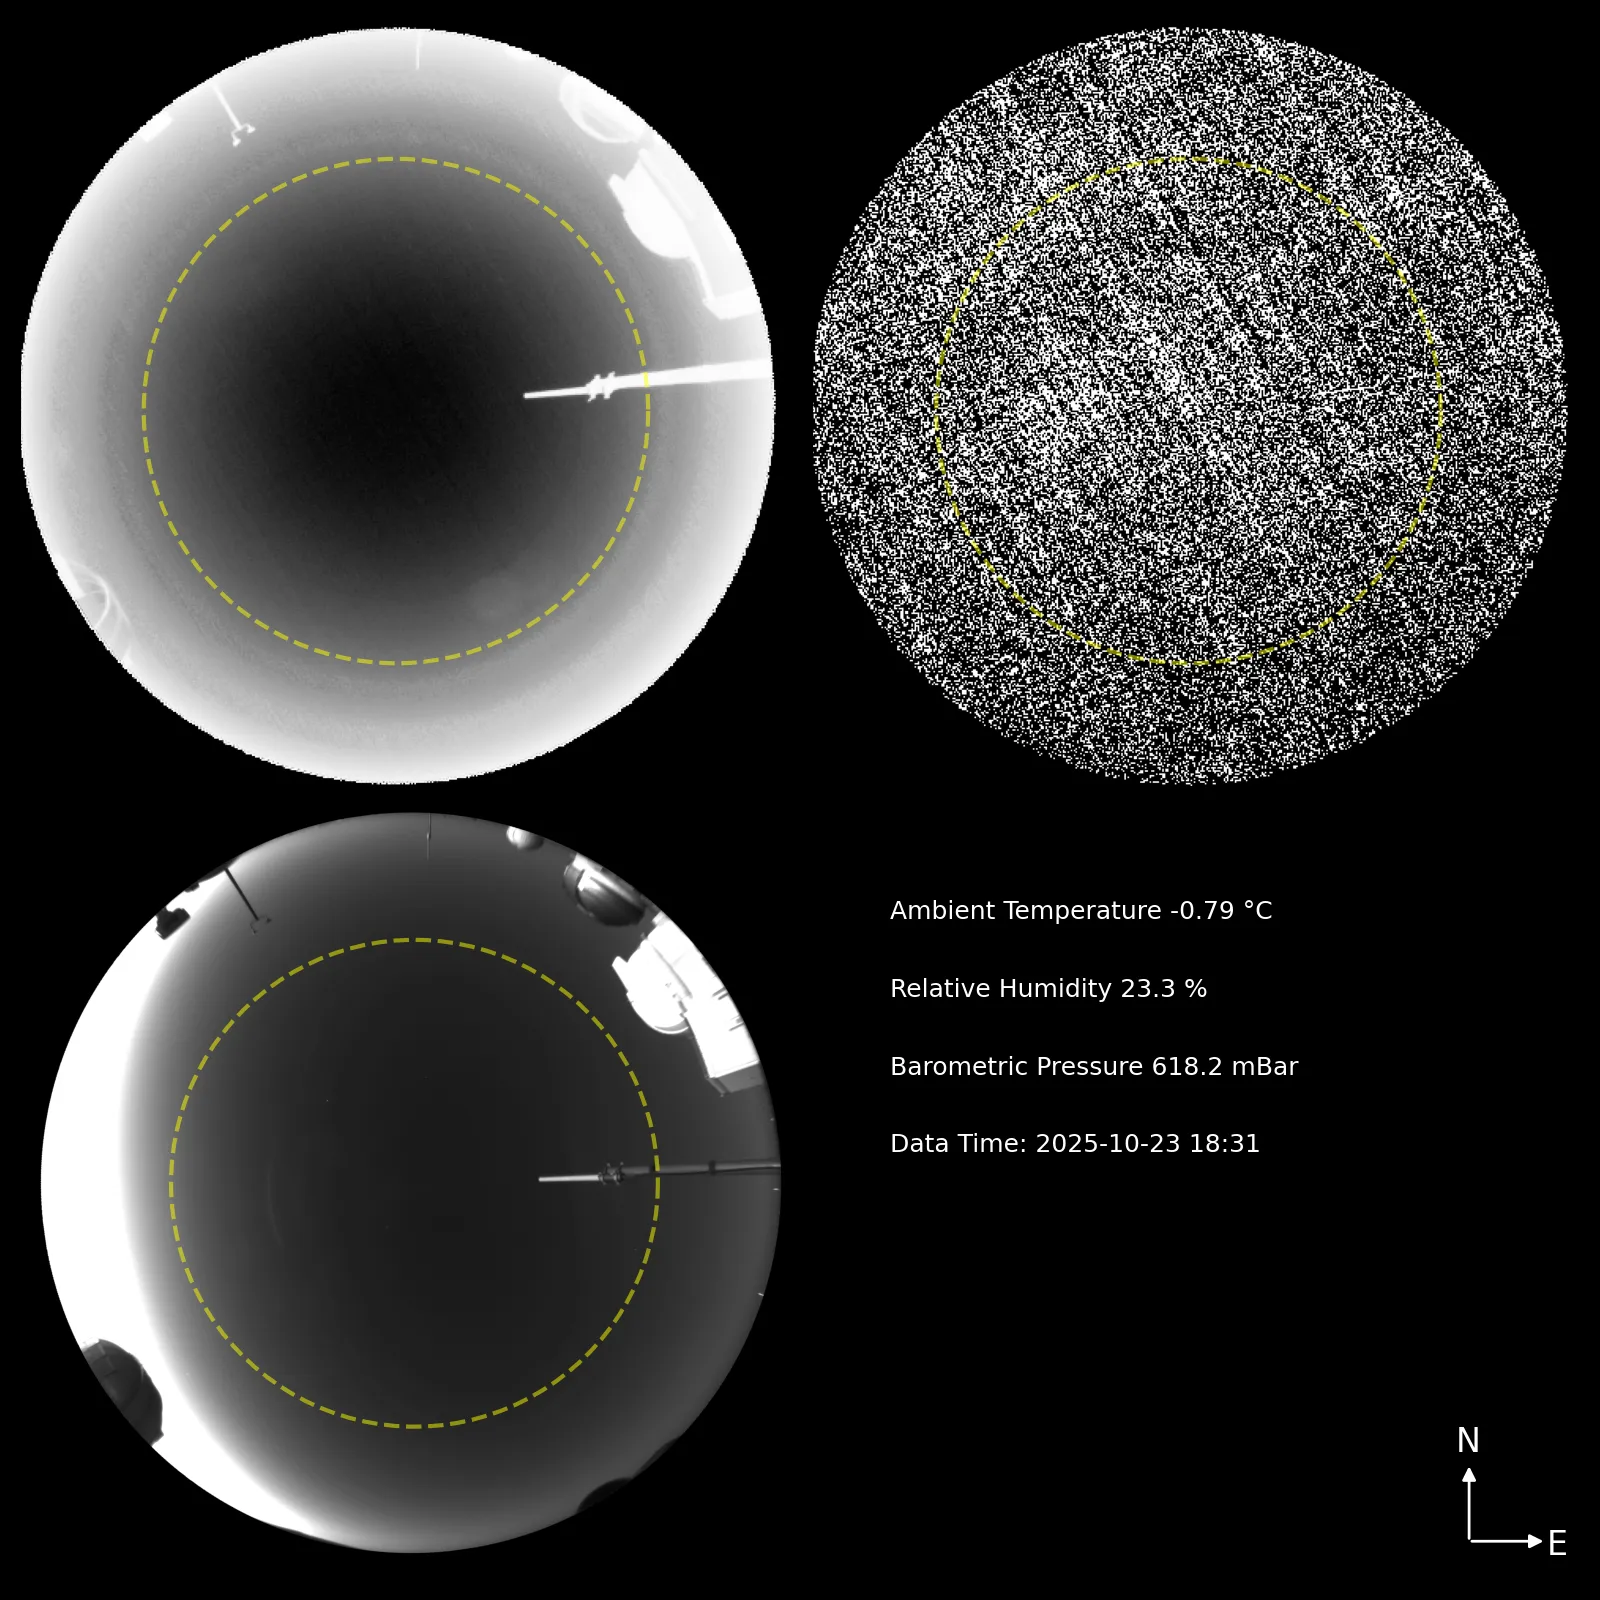 Ambient Temperature -0.79 °C
Relative Humidity 23.3 %
Barometric Pressure 618.2 mBar
Data Time: 2025-10-23 18:31
N
E